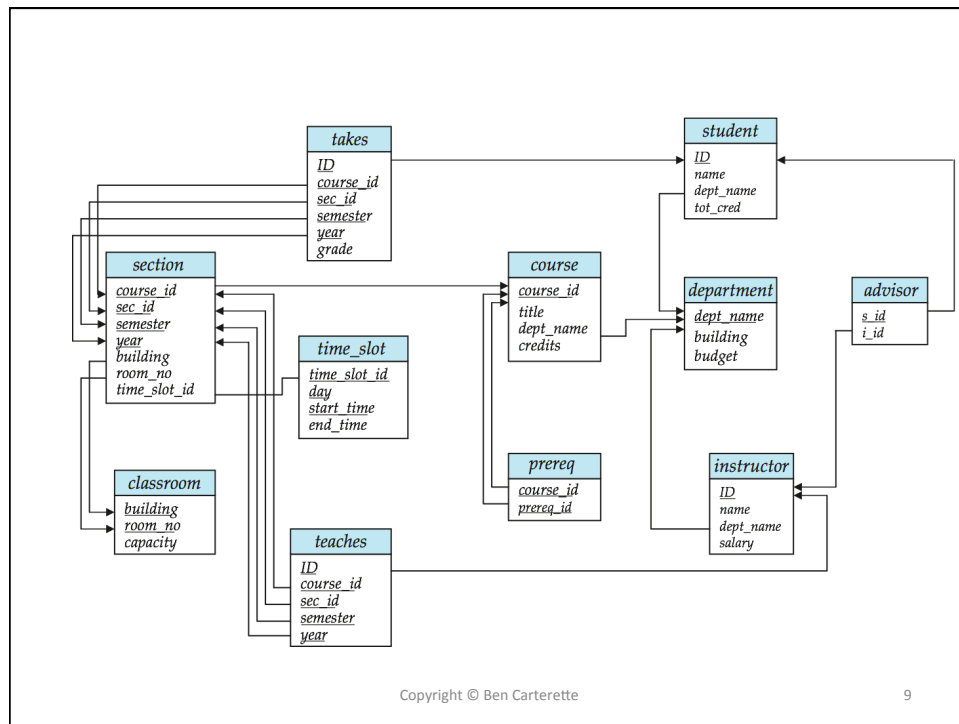 takes
ID
course_id
sec_id
semester
year
grade
student
ID
name
dept_name
tot_cred
section
course_id
sec_id
semester
year
building
room_no
time_slot_id
course
course_id
title
dept_name
credits
department
dept_name
building
budget
advisor
s_id
i_id
time_slot
time_slot_id
day
start_time
end_time
classroom
building
room_no
capacity
prereq
course_id
prereq_id
instructor
ID
name
dept_name
salary
teaches
ID
course_id
sec_id
semester
year
Copyright © Ben Carterette
9